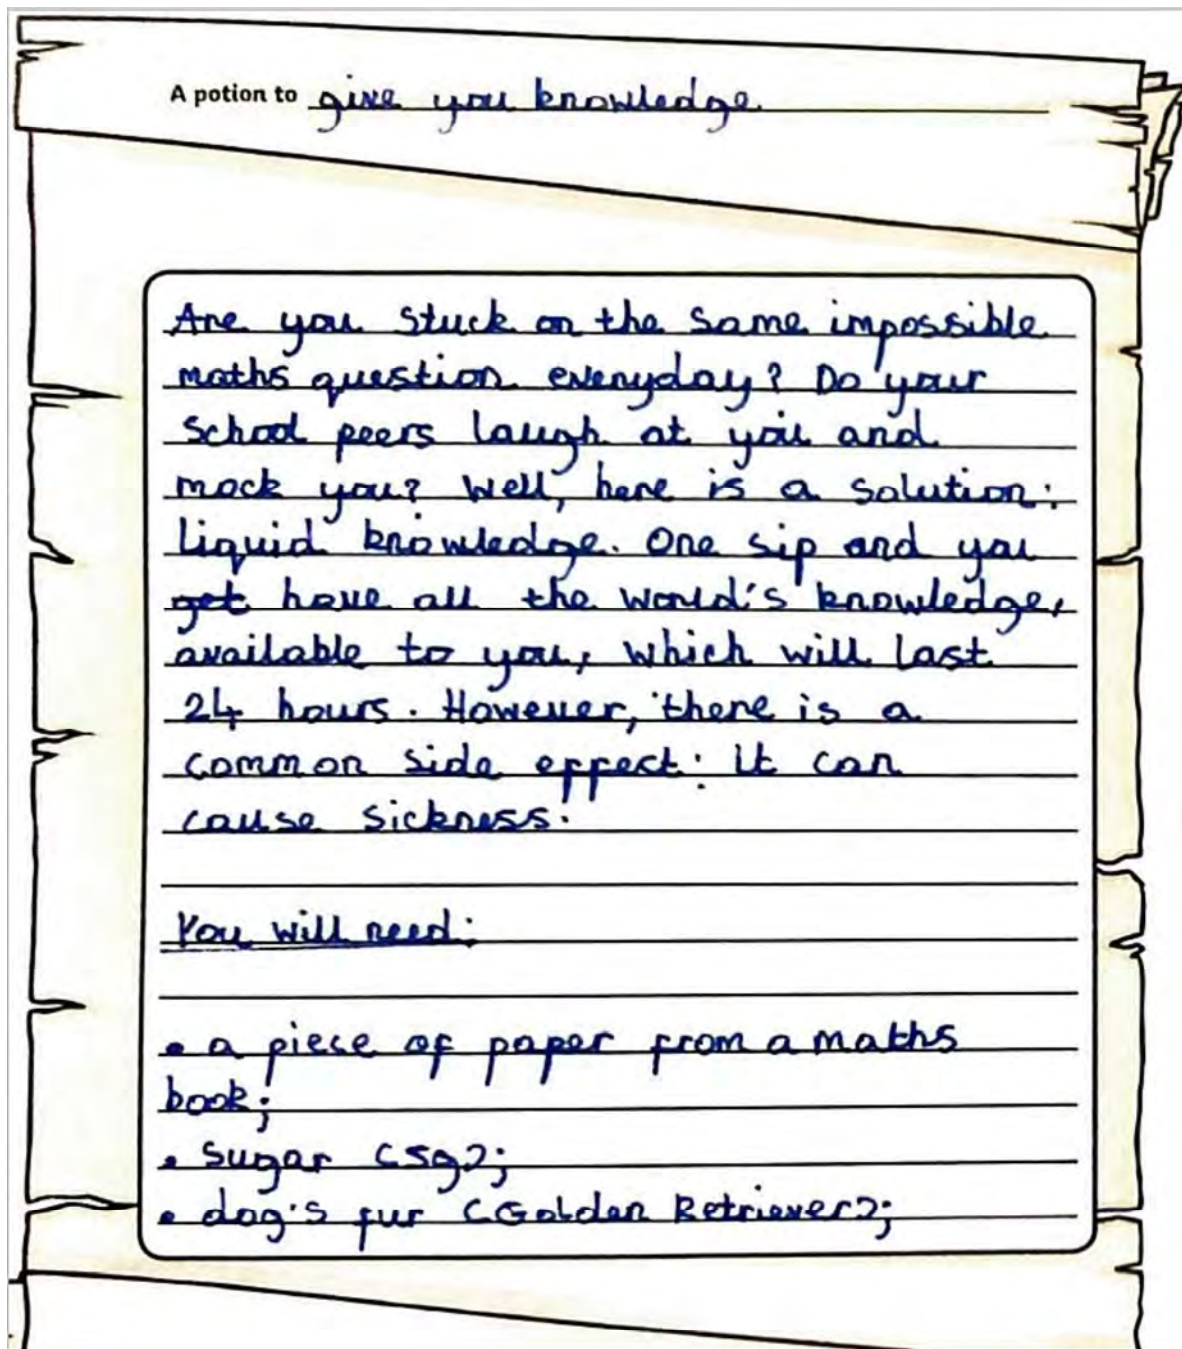 A potion to give you knowledge
Are you stuck on the same impossible
maths question everyday? Do your
school peers laugh at you and
mock you? Well, here is a solution:
liquid knowledge. One sip and you
~~get~~ have all the world's knowledge,
available to you, which will last
24 hours. However, there is a
common side effect: it can
cause sickness.
You will need:
• a piece of paper from a maths
book;
• sugar (5g);
• dog's fur (Golden Retriever);